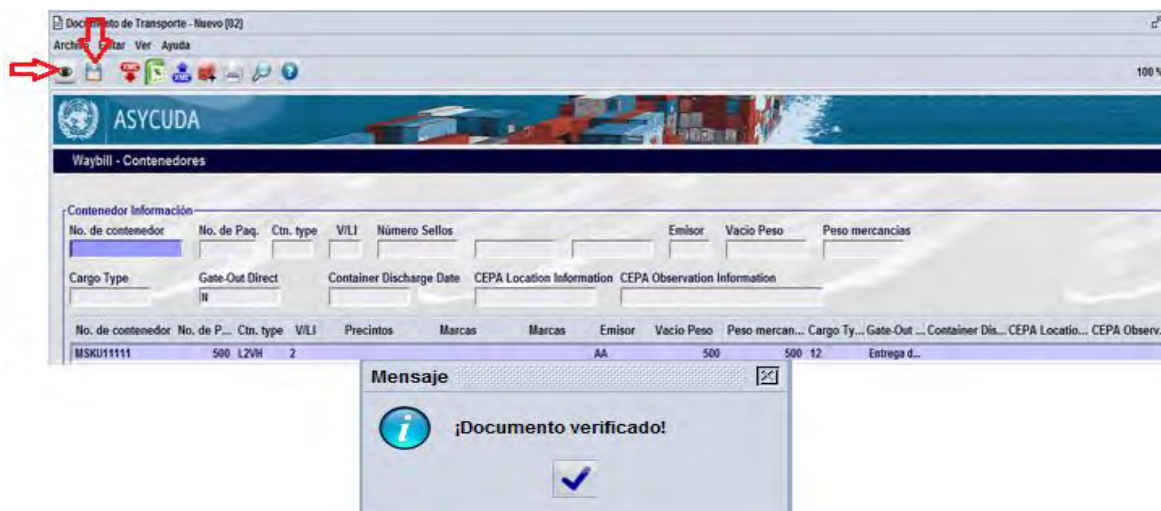 Documento de Transporte - Nuevo [02]
Archivo Editar Ver Ayuda
100 %
ASYCUDA
Waybill - Contenedores
Contenedor Información
No. de contenedor No. de Paq. Ctn. type V/LI Número Sellos Emisor Vacio Peso Peso mercancias
Cargo Type Gate-Out Direct Container Discharge Date CEPA Location Information CEPA Observation Information
N
No. de contenedor No. de P... Ctn. type V/LI Precintos Marcas Marcas Emisor Vacio Peso Peso mercan... Cargo Ty... Gate-Out ... Container Dis... CEPA Locatio... CEPA Observ.
MSKU11111 500 L2VH 2 AA 500 500 12 Entrega d...
Mensaje
¡Documento verificado!